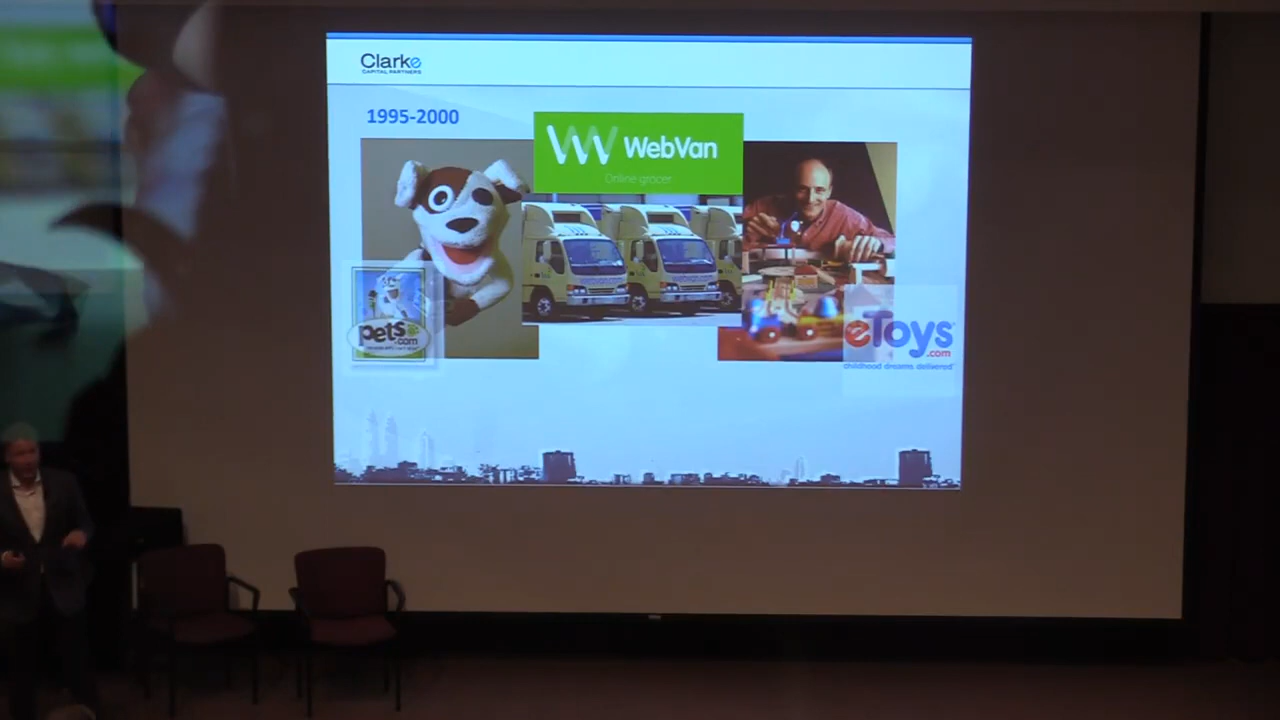 Clarke
CAPITAL PARTNERS
1995-2000
WebVan
Online grocer
pets
.com
eToys
.com
childhood dreams delivered